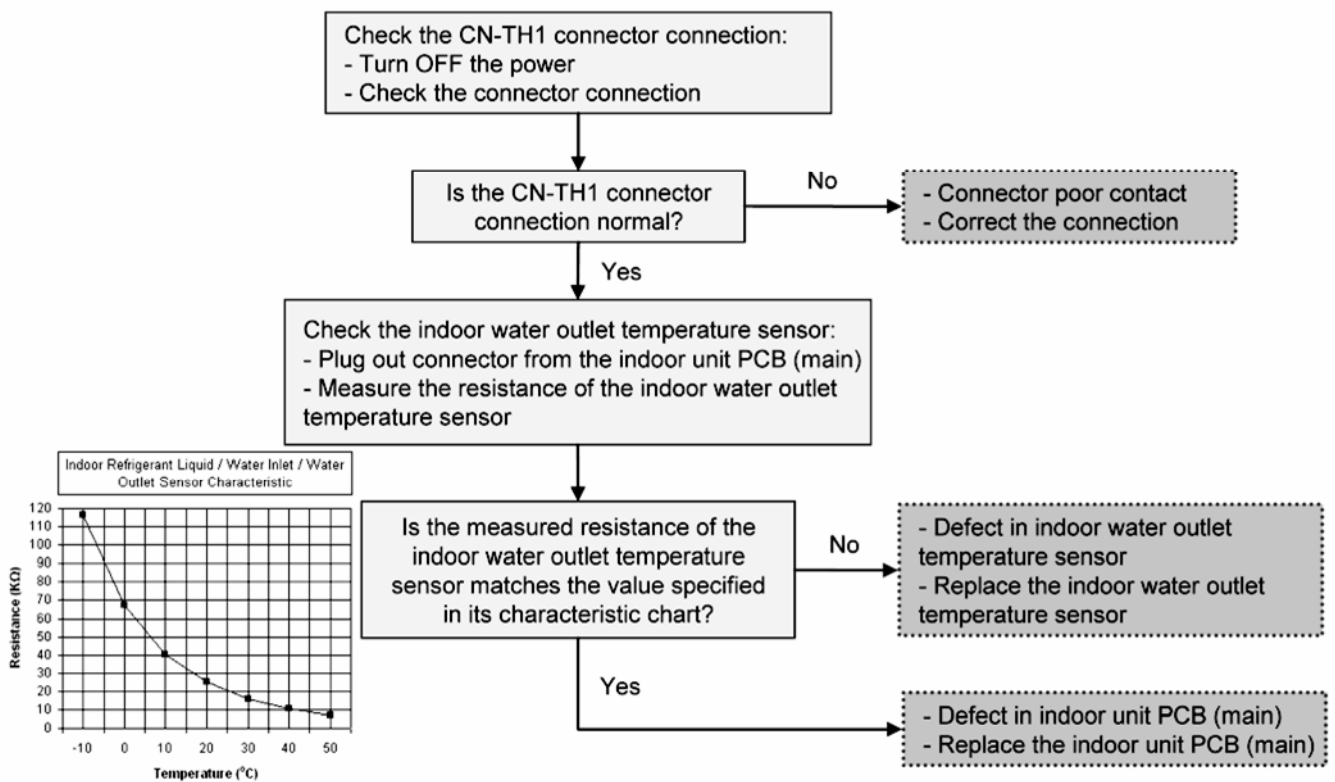 Check the CN-TH1 connector connection:
- Turn OFF the power
- Check the connector connection
Is the CN-TH1 connector
connection normal?
No
- Connector poor contact
- Correct the connection
Yes
Check the indoor water outlet temperature sensor:
- Plug out connector from the indoor unit PCB (main)
- Measure the resistance of the indoor water outlet
temperature sensor
Indoor Refrigerant Liquid / Water Inlet / Water
Outlet Sensor Characteristic
120
110
100
90
80
70
60
50
40
30
20
10
0
Resistance (KΩ)
-10 0 10 20 30 40 50
Temperature (°C)
Is the measured resistance of the
indoor water outlet temperature
sensor matches the value specified
in its characteristic chart?
No
- Defect in indoor water outlet
temperature sensor
- Replace the indoor water outlet
temperature sensor
Yes
- Defect in indoor unit PCB (main)
- Replace the indoor unit PCB (main)